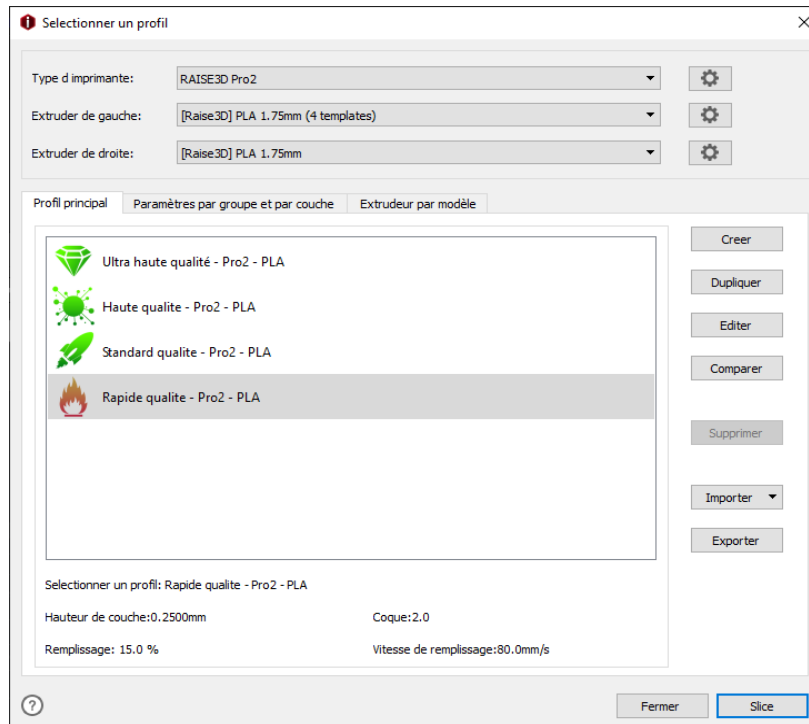 Selectionner un profil
Type d imprimante: RAISE3D Pro2
Extruder de gauche: [Raise3D] PLA 1.75mm (4 templates)
Extruder de droite: [Raise3D] PLA 1.75mm
Profil principal Paramètres par groupe et par couche Extrudeur par modèle
Creer
Ultra haute qualité - Pro2 - PLA
Dupliquer
Haute qualite - Pro2 - PLA
Editer
Standard qualite - Pro2 - PLA
Comparer
Rapide qualite - Pro2 - PLA
Supprimer
Importer
Exporter
Selectionner un profil: Rapide qualite - Pro2 - PLA
Hauteur de couche:0.2500mm Coque:2.0
Remplissage: 15.0 % Vitesse de remplissage:80.0mm/s
? Fermer Slice